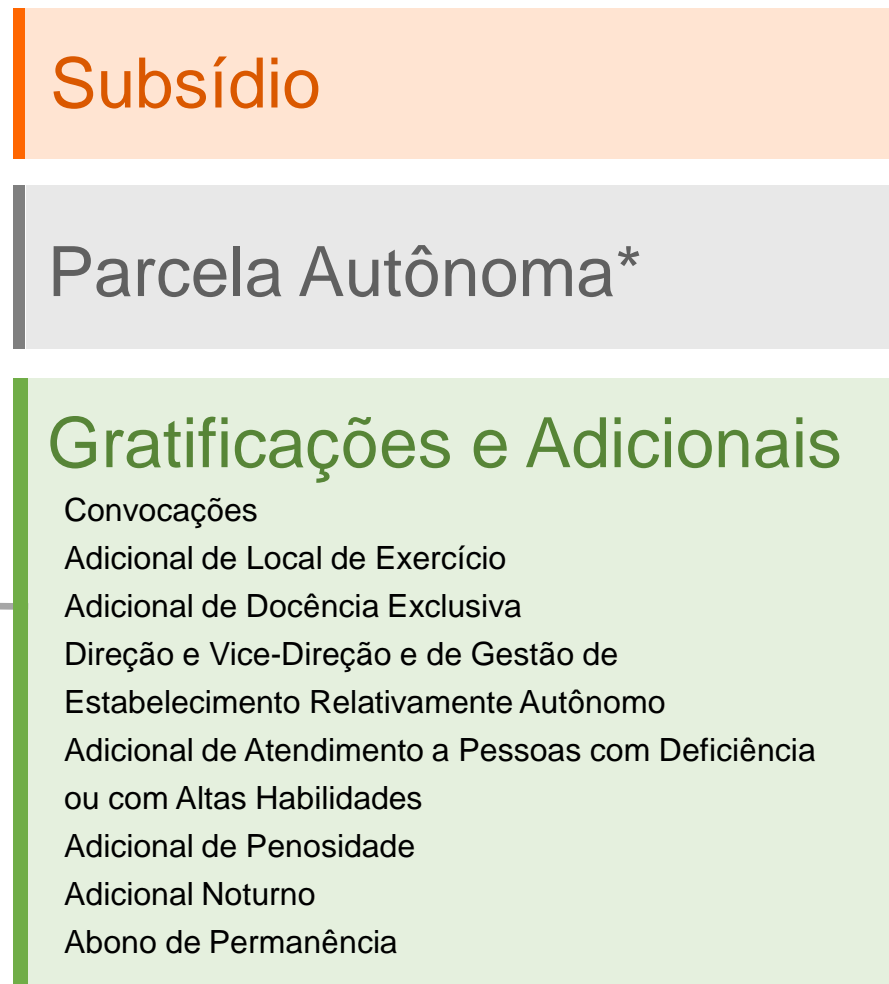 Subsídio
Parcela Autônoma*
Gratificações e Adicionais
Convocações
Adicional de Local de Exercício
Adicional de Docência Exclusiva
Direção e Vice-Direção e de Gestão de
Estabelecimento Relativamente Autônomo
Adicional de Atendimento a Pessoas com Deficiência
ou com Altas Habilidades
Adicional de Penosidade
Adicional Noturno
Abono de Permanência